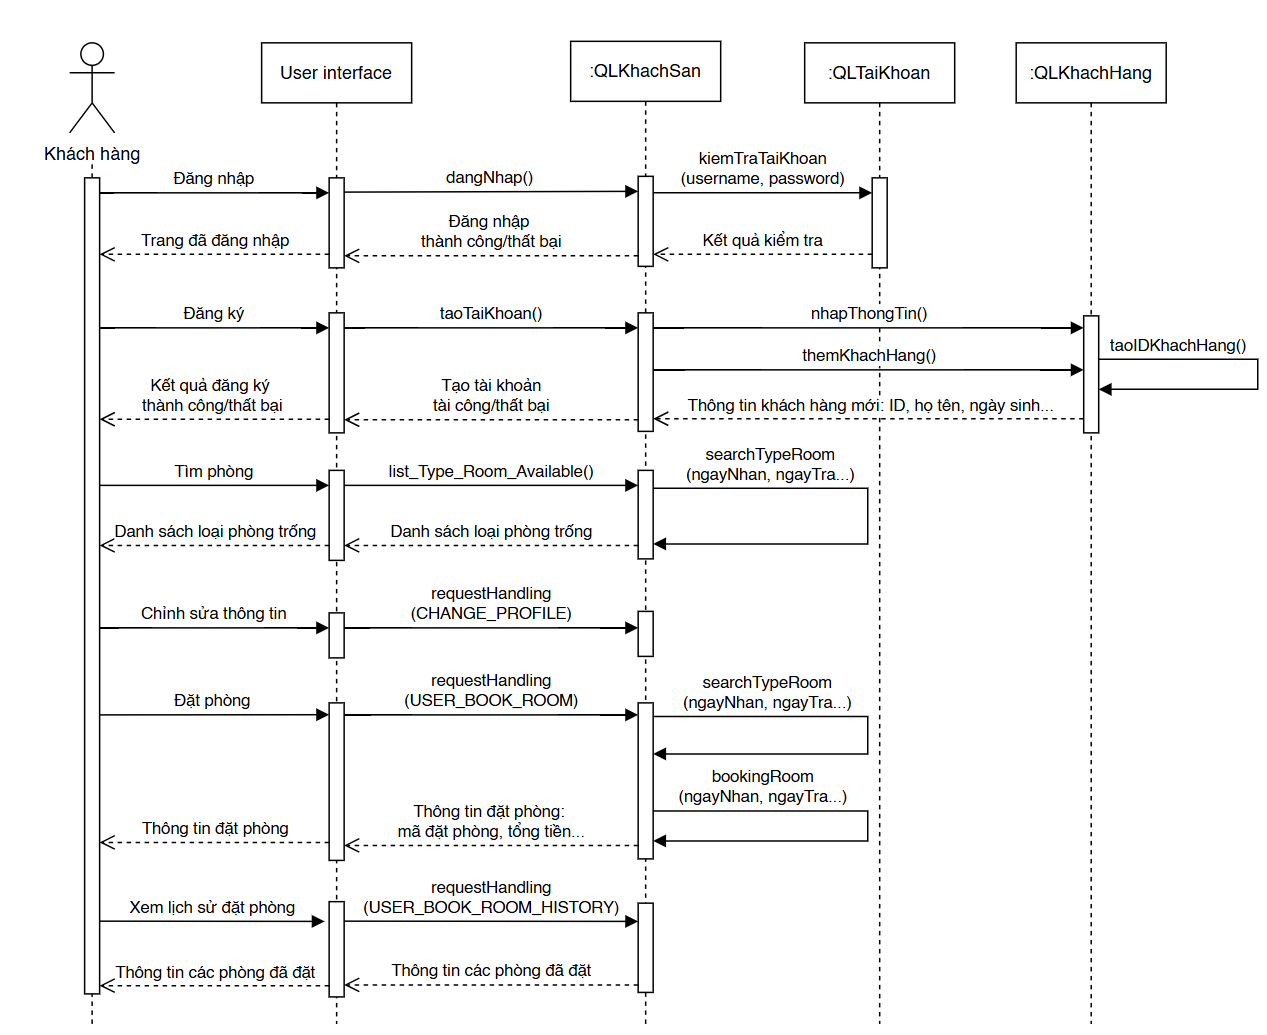 User interface
:QLKhachSan
:QLTaiKhoan
:QLKhachHang
Khách hàng
Đăng nhập
dangNhap()
kiemTraTaiKhoan
(username, password)
Trang đã đăng nhập
Đăng nhập
thành công/thất bại
Kết quả kiểm tra
Đăng ký
taoTaiKhoan()
nhapThongTin()
themKhachHang()
taoIDKhachHang()
Kết quả đăng ký
thành công/thất bại
Tạo tài khoản
tài công/thất bại
Thông tin khách hàng mới: ID, họ tên, ngày sinh...
Tìm phòng
list_Type_Room_Available()
searchTypeRoom
(ngayNhan, ngayTra...)
Danh sách loại phòng trống
Danh sách loại phòng trống
Chỉnh sửa thông tin
requestHandling
(CHANGE_PROFILE)
Đặt phòng
requestHandling
(USER_BOOK_ROOM)
searchTypeRoom
(ngayNhan, ngayTra...)
bookingRoom
(ngayNhan, ngayTra...)
Thông tin đặt phòng
Thông tin đặt phòng:
mã đặt phòng, tổng tiền...
Xem lịch sử đặt phòng
requestHandling
(USER_BOOK_ROOM_HISTORY)
Thông tin các phòng đã đặt
Thông tin các phòng đã đặt